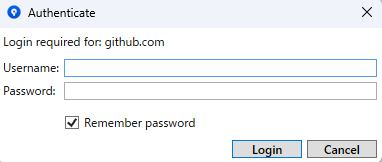 Authenticate
Login required for: github.com
Username:
Password:
Remember password
Login Cancel